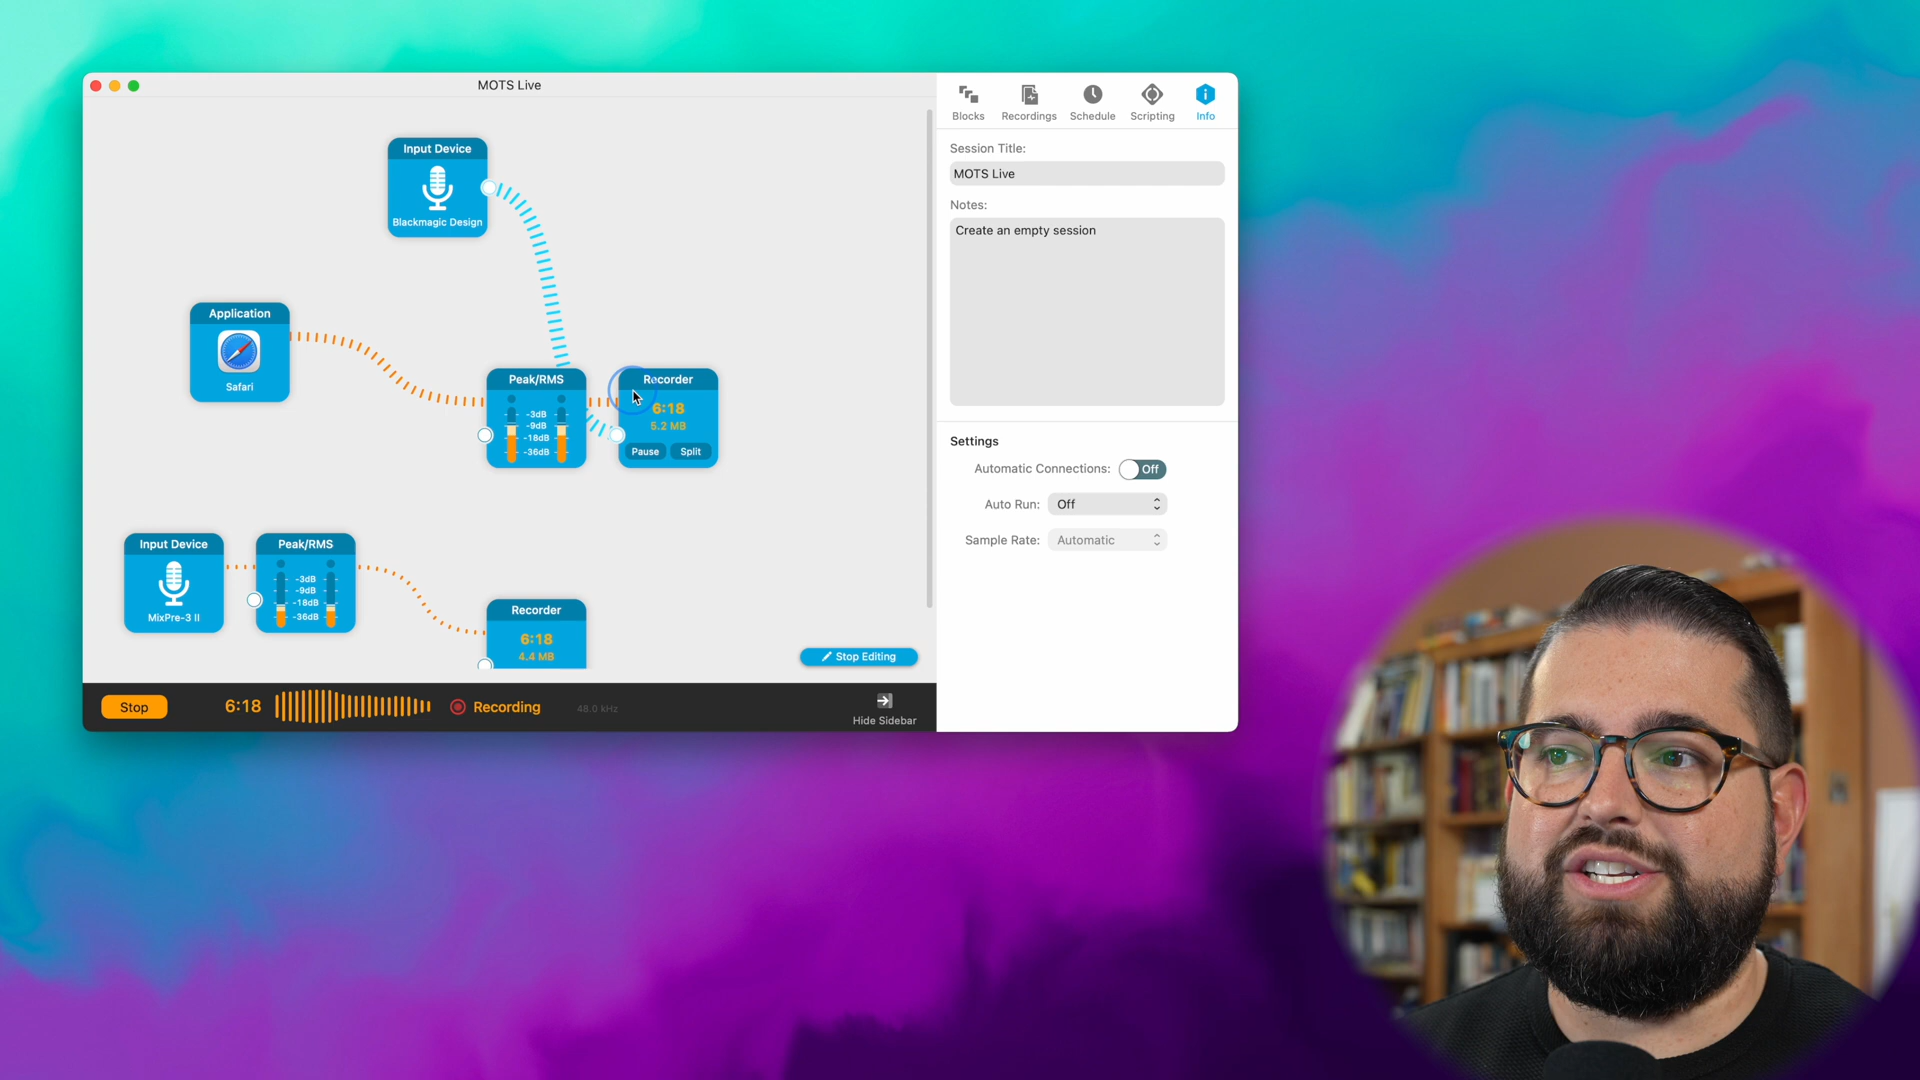 MOTS Live
Blocks
Recordings
Schedule
Scripting
Info
Input Device
Blackmagic Design
Application
Safari
Peak/RMS
-3dB
-9dB
-18dB
-36dB
Recorder
6:18
5.2 MB
Pause
Split
Input Device
MixPre-3 II
Peak/RMS
-3dB
-9dB
-18dB
-36dB
Recorder
6:18
4.4 MB
Stop Editing
Stop
6:18
Recording
48.0 kHz
Hide Sidebar
Session Title:
MOTS Live
Notes:
Create an empty session
Settings
Automatic Connections: Off
Auto Run: Off
Sample Rate: Automatic